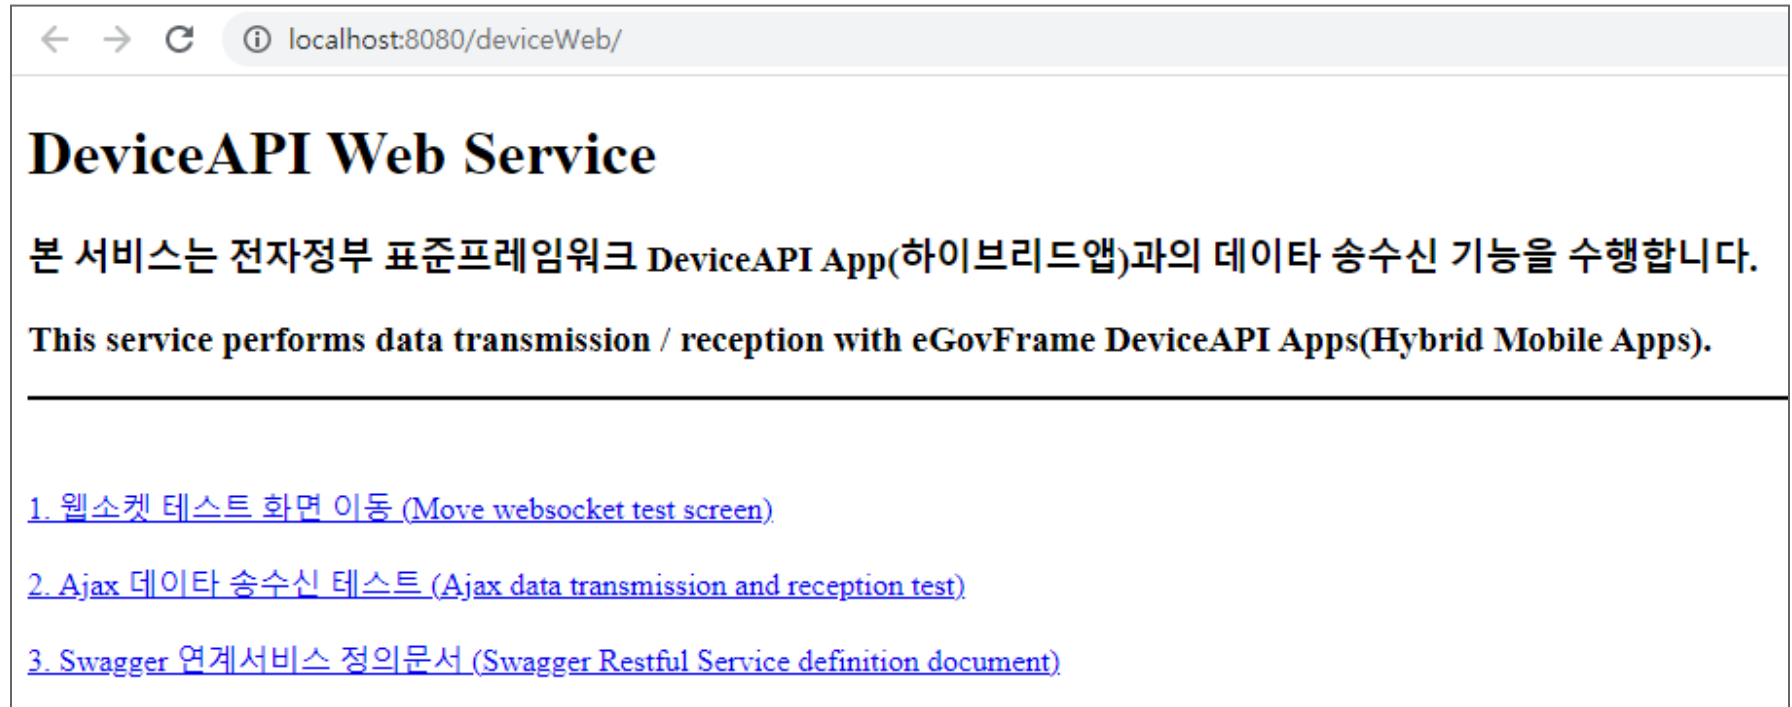 localhost:8080/deviceWeb/
DeviceAPI Web Service
본 서비스는 전자정부 표준프레임워크 DeviceAPI App(하이브리드앱)과의 데이타 송수신 기능을 수행합니다.
This service performs data transmission / reception with eGovFrame DeviceAPI Apps(Hybrid Mobile Apps).
1. 웹소켓 테스트 화면 이동 (Move websocket test screen)
2. Ajax 데이타 송수신 테스트 (Ajax data transmission and reception test)
3. Swagger 연계서비스 정의문서 (Swagger Restful Service definition document)